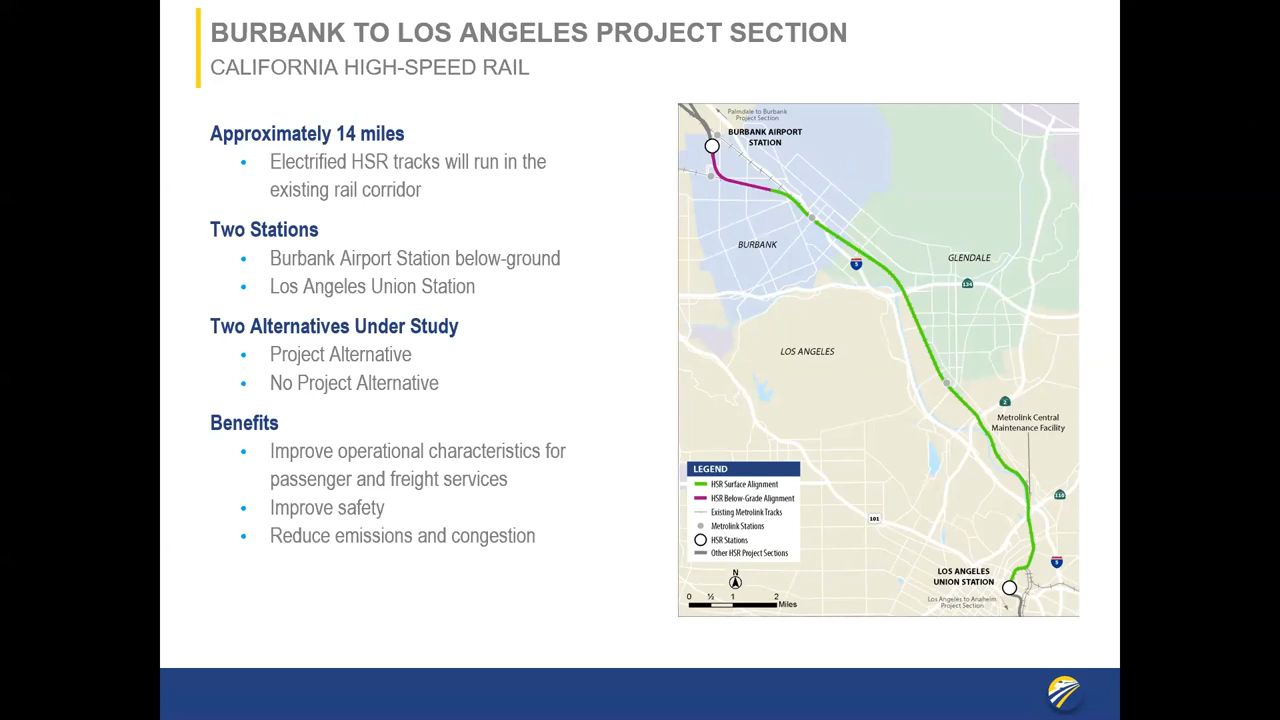 BURBANK TO LOS ANGELES PROJECT SECTION
CALIFORNIA HIGH-SPEED RAIL
Approximately 14 miles
• Electrified HSR tracks will run in the
existing rail corridor
Two Stations
• Burbank Airport Station below-ground
• Los Angeles Union Station
Two Alternatives Under Study
• Project Alternative
• No Project Alternative
Benefits
• Improve operational characteristics for
passenger and freight services
• Improve safety
• Reduce emissions and congestion
Palmdale to Burbank
Project Section
BURBANK AIRPORT
STATION
BURBANK
5
GLENDALE
134
LOS ANGELES
2
Metrolink Central
Maintenance Facility
LEGEND
HSR Surface Alignment
HSR Below-Grade Alignment
Existing Metrolink Tracks
Metrolink Stations
HSR Stations
Other HSR Project Sections
110
101
5
LOS ANGELES
UNION STATION
Los Angeles to Anaheim
Project Section
N
0 ½ 1 2
Miles